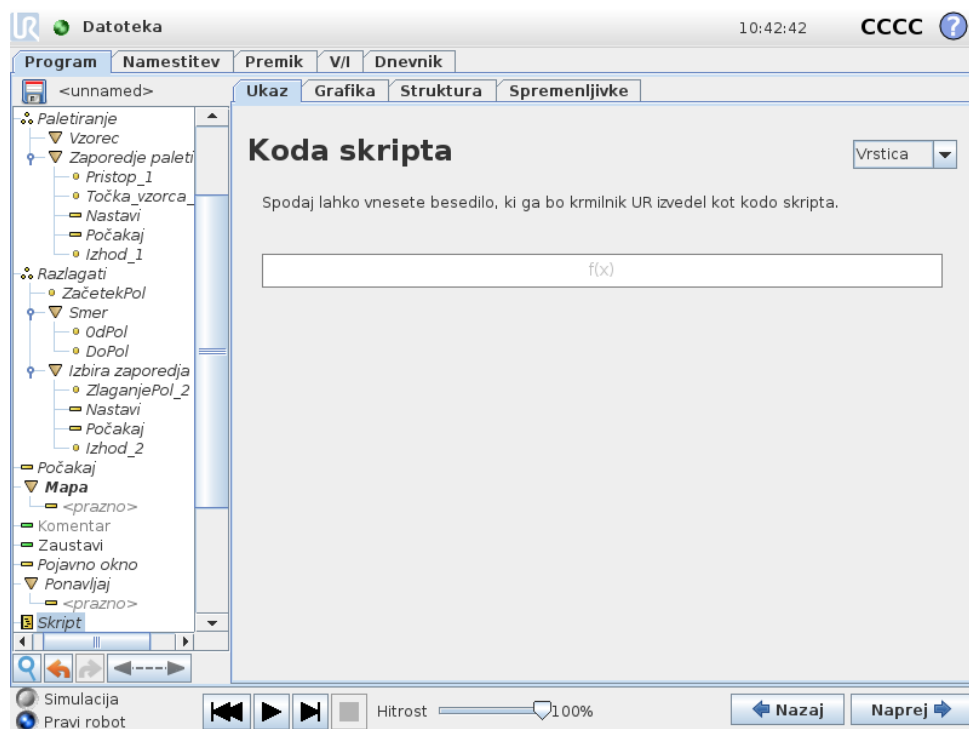 UR
Datoteka
10:42:42
CCCC
?
Program
Namestitev
Premik
V/I
Dnevnik
<unnamed>
Ukaz
Grafika
Struktura
Spremenljivke
Paletiranje
Vzorec
Zaporedje paleti
Pristop_1
Točka_vzorca_
Nastavi
Počakaj
Izhod_1
Razlagati
ZačetekPol
Smer
OdPol
DoPol
Izbira zaporedja
ZlaganjePol_2
Nastavi
Počakaj
Izhod_2
Počakaj
Mapa
<prazno>
Komentar
Zaustavi
Pojavno okno
Ponavljaj
<prazno>
Skript
Koda skripta
Vrstica
Spodaj lahko vnesete besedilo, ki ga bo krmilnik UR izvedel kot kodo skripta.
f(x)
Simulacija
Pravi robot
Hitrost
100%
Nazaj
Naprej